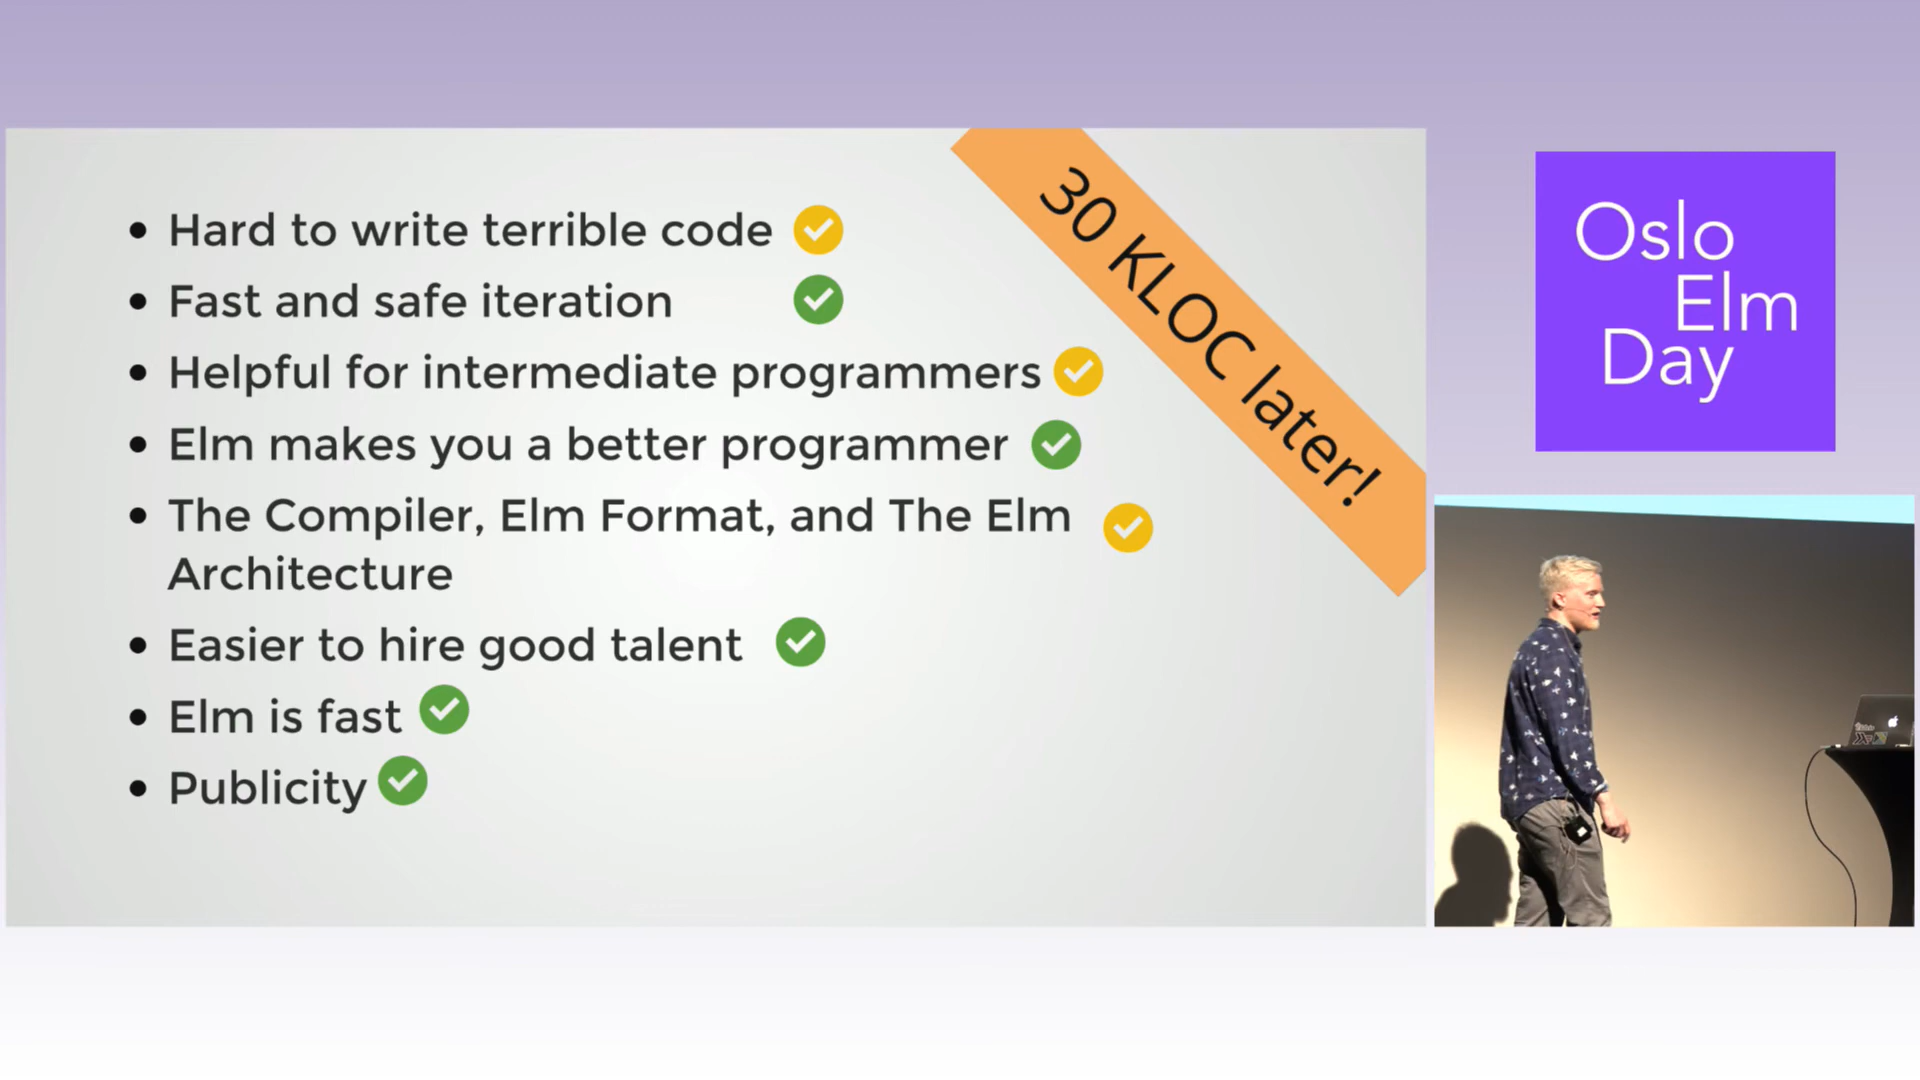 Hard to write terrible code
Fast and safe iteration
Helpful for intermediate programmers
Elm makes you a better programmer
The Compiler, Elm Format, and The Elm
Architecture
Easier to hire good talent
Elm is fast
Publicity
30 KLOC later!
Oslo
Elm
Day